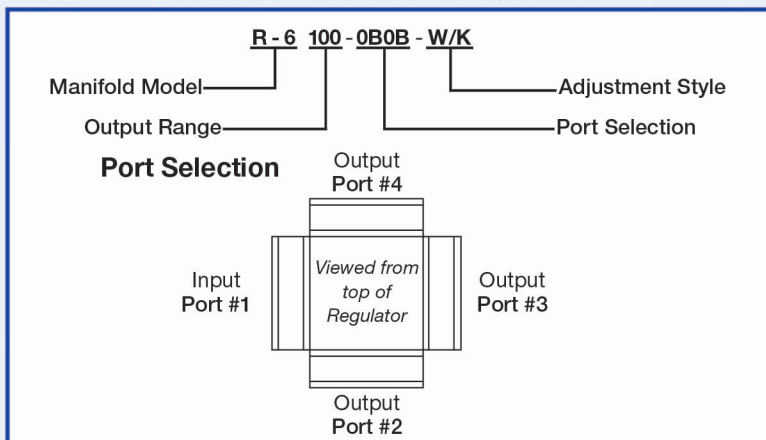 R - 6 100 - 0B0B - W/K
Manifold Model
Adjustment Style
Output Range
Port Selection
Port Selection
Output
Port #4
Input
Port #1
Viewed from
top of
Regulator
Output
Port #3
Output
Port #2